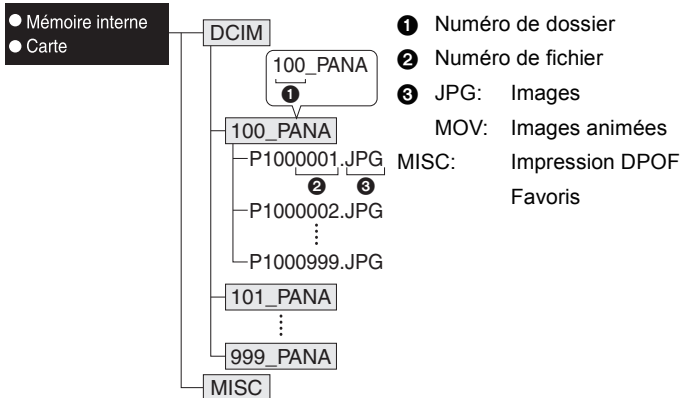 ● Mémoire interne
● Carte
DCIM
100_PANA
❶
100_PANA
P1000001.JPG
❷ ❸
P1000002.JPG
P1000999.JPG
101_PANA
999_PANA
MISC
❶ Numéro de dossier
❷ Numéro de fichier
❸ JPG: Images
MOV: Images animées
MISC: Impression DPOF
Favoris